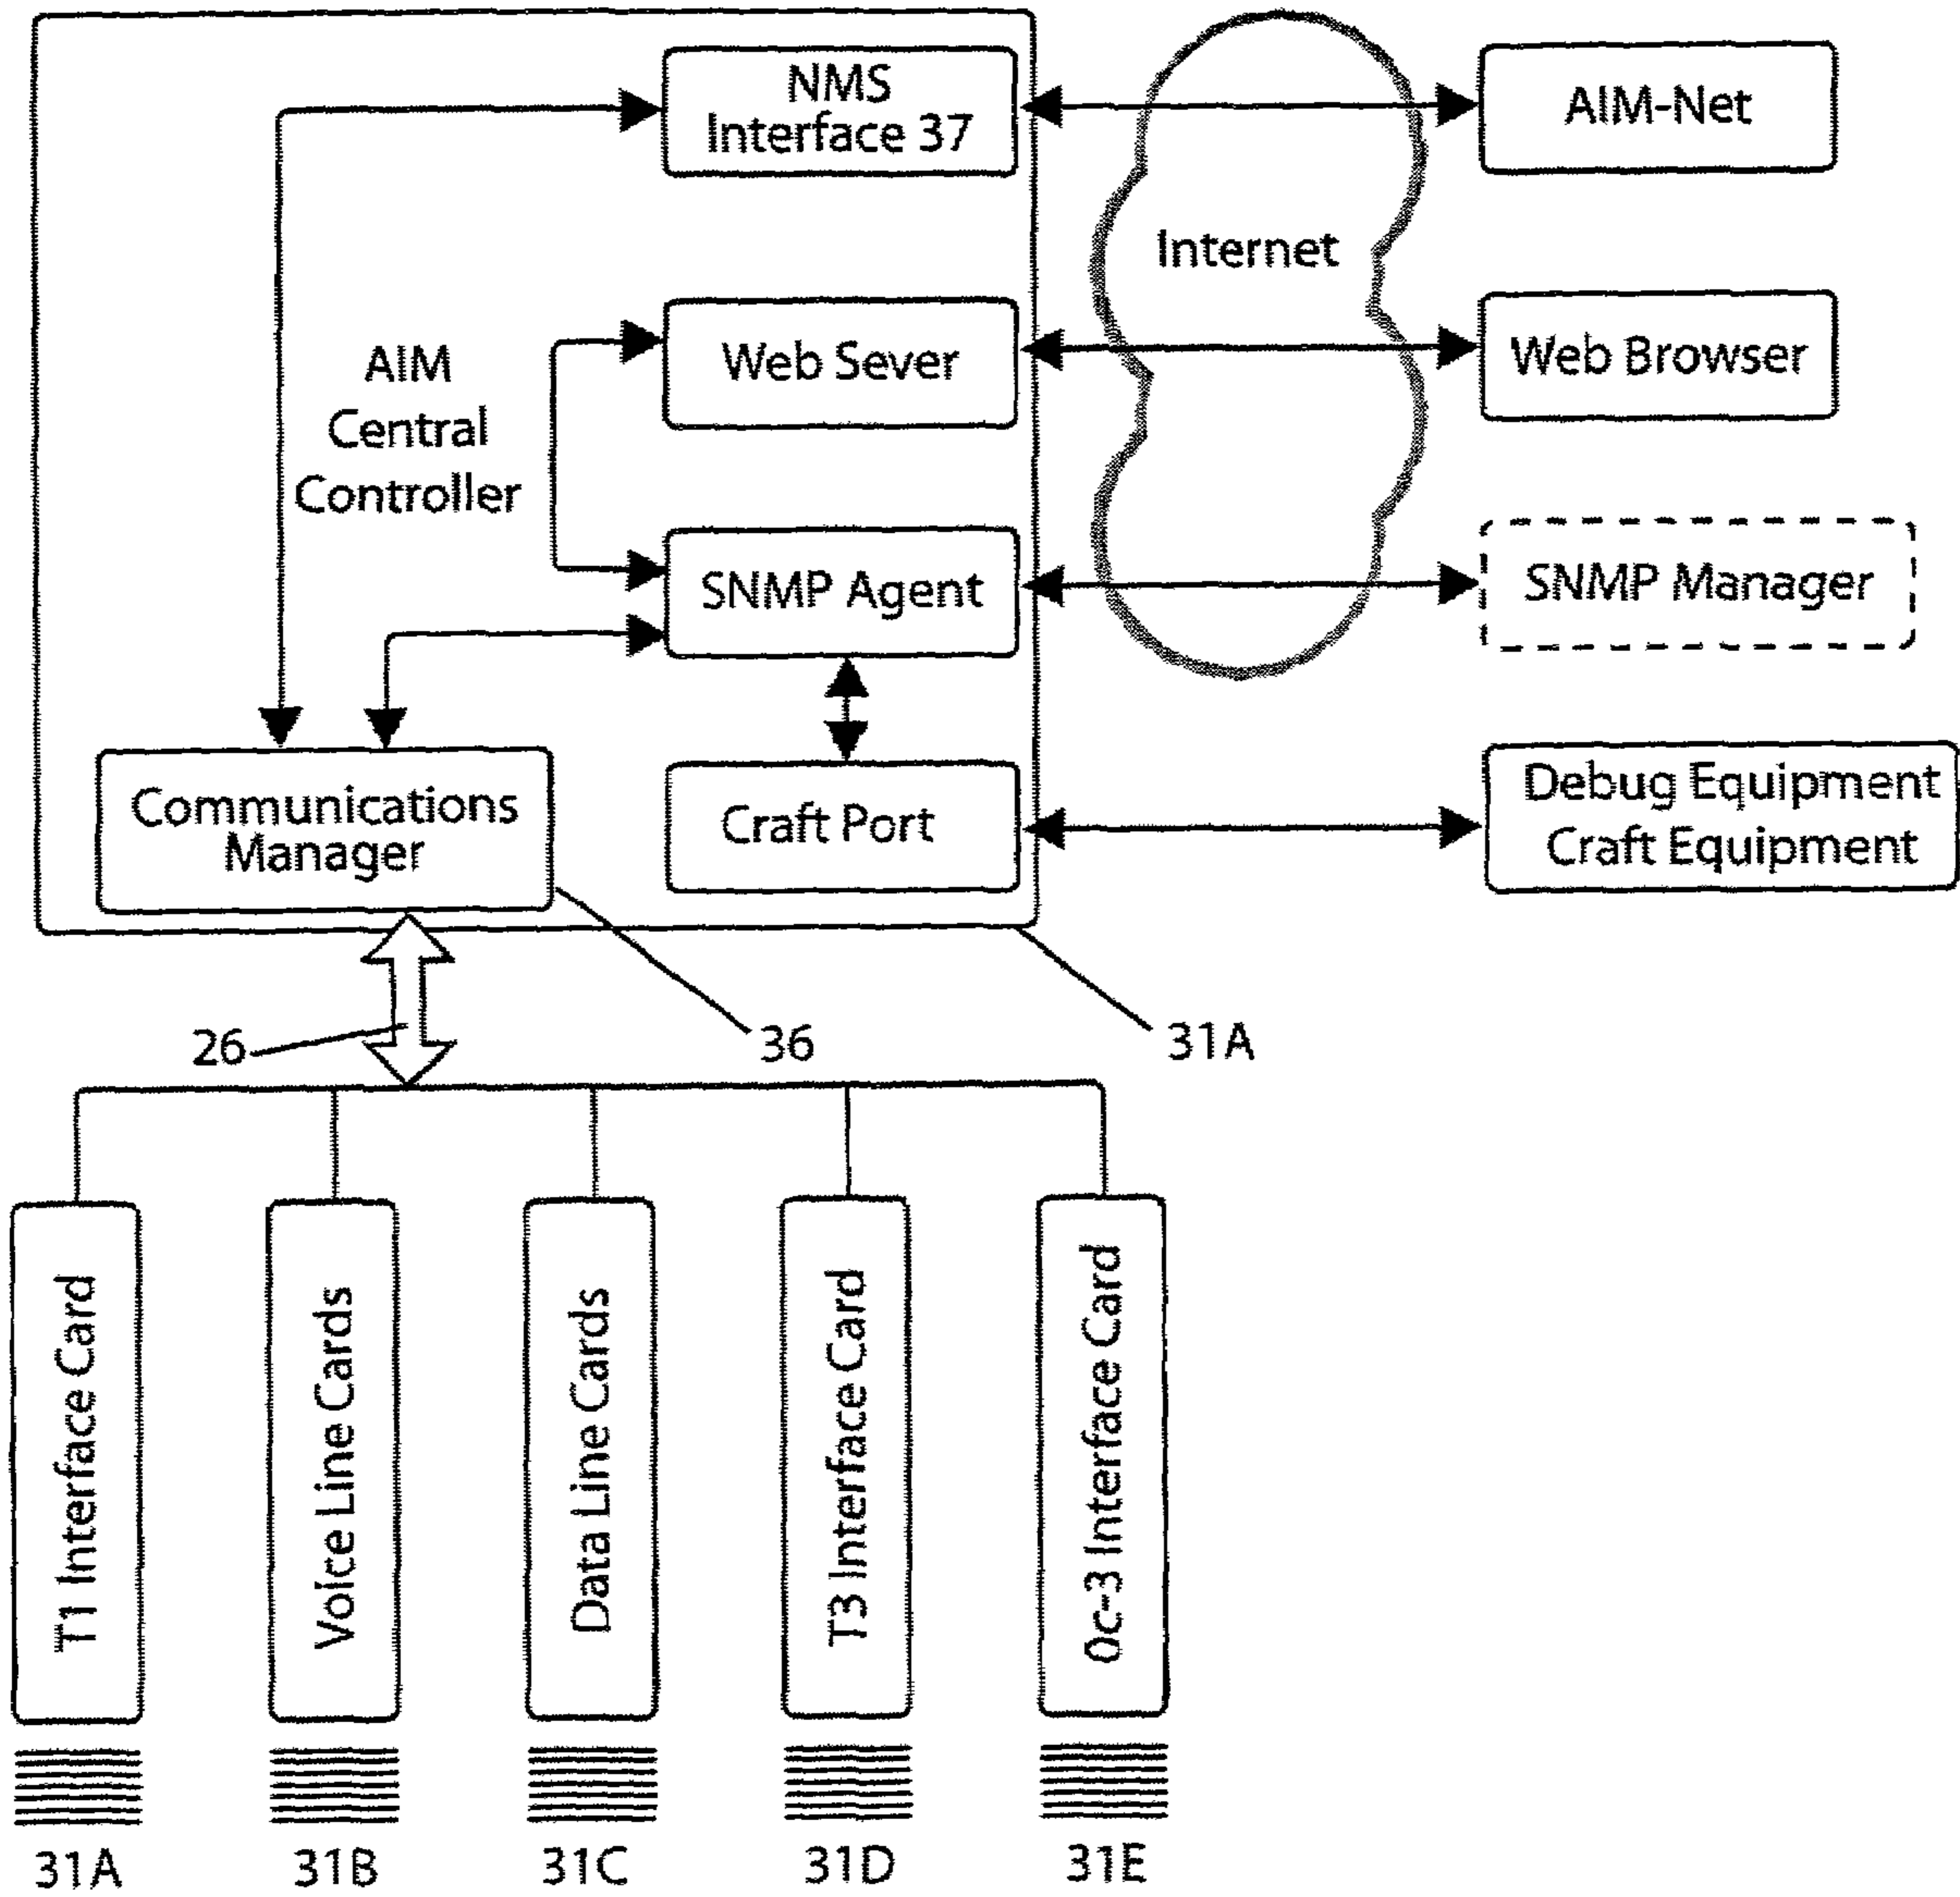 NMS
Interface 37
AIM-Net
Internet
Web Sever
Web Browser
AIM
Central
Controller
SNMP Agent
SNMP Manager
Communications
Manager
Craft Port
Debug Equipment
Craft Equipment
26
36
31A
T1 Interface Card
Voice Line Cards
Data Line Cards
T3 Interface Card
Oc-3 Interface Card
31A
31B
31C
31D
31E